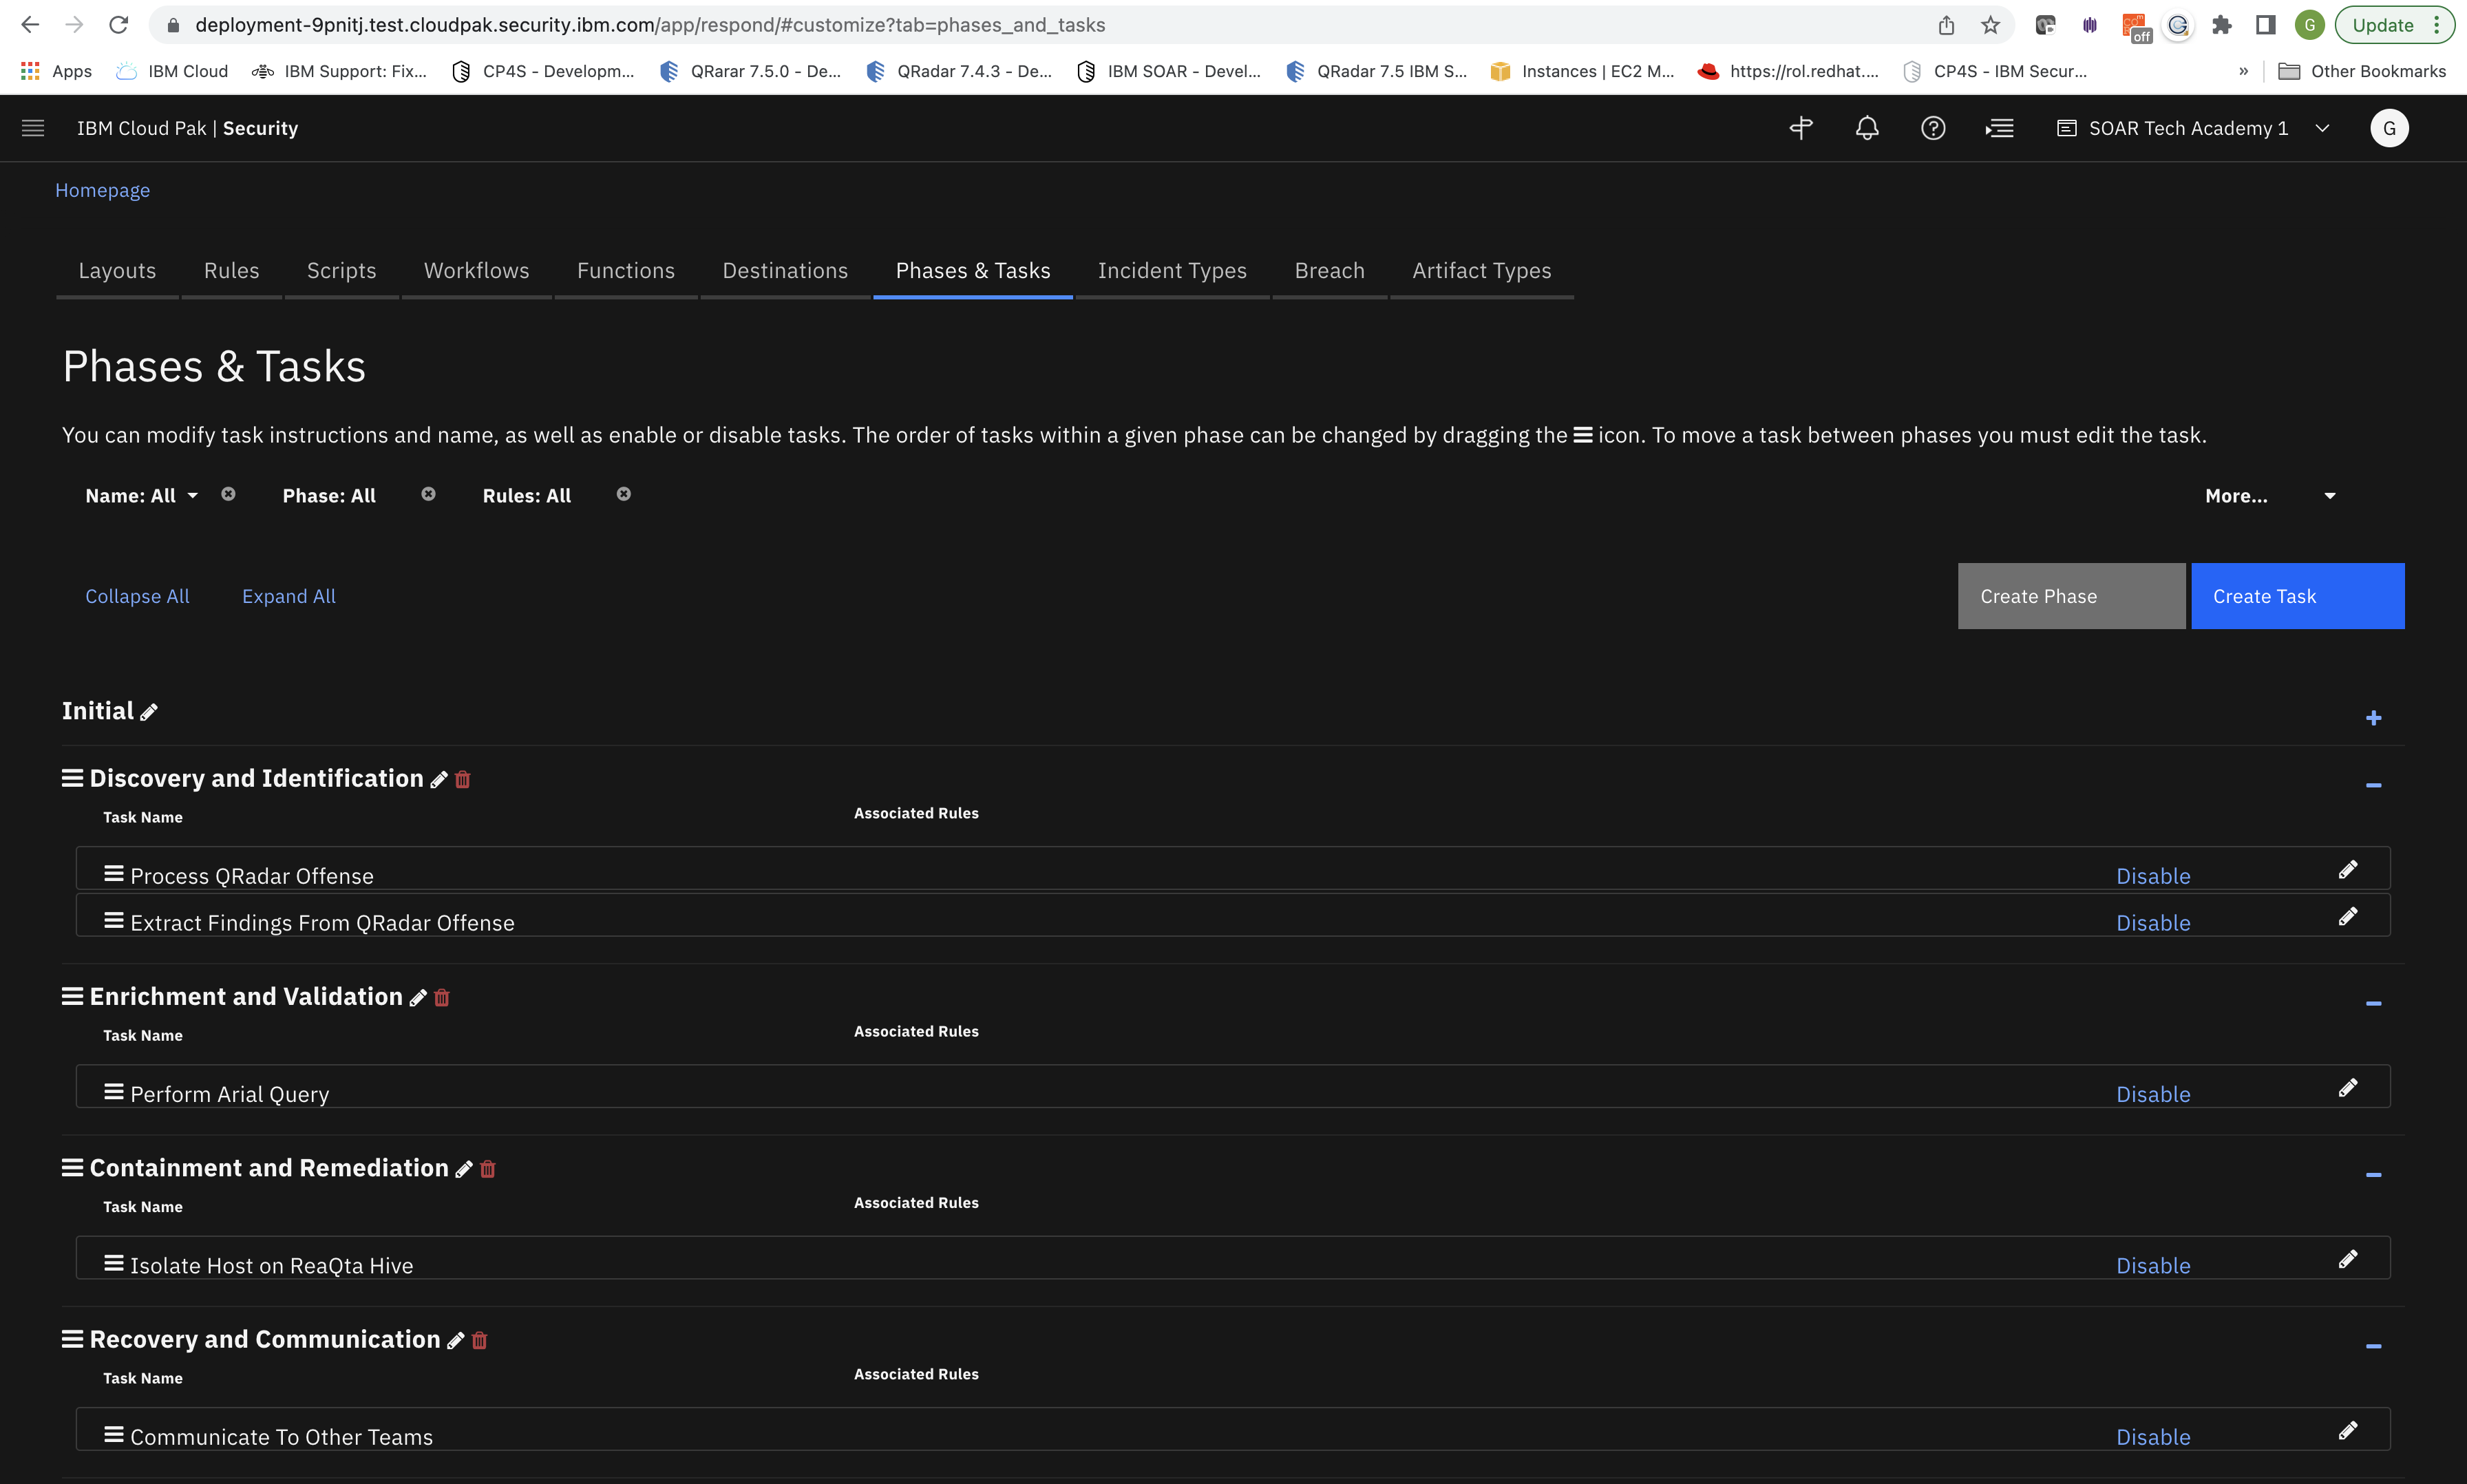 deployment-9pnitj.test.cloudpak.security.ibm.com/app/respond/#customize?tab=phases_and_tasks
off
G
Update
Apps
IBM Cloud
IBM Support: Fix...
CP4S - Developm...
QRarar 7.5.0 - De...
QRadar 7.4.3 - De...
IBM SOAR - Devel...
QRadar 7.5 IBM S...
Instances | EC2 M...
https://rol.redhat....
CP4S - IBM Secur...
»
Other Bookmarks
IBM Cloud Pak | Security
SOAR Tech Academy 1
G
Homepage
Layouts
Rules
Scripts
Workflows
Functions
Destinations
Phases & Tasks
Incident Types
Breach
Artifact Types
Phases & Tasks
You can modify task instructions and name, as well as enable or disable tasks. The order of tasks within a given phase can be changed by dragging the icon. To move a task between phases you must edit the task.
Name: All
Phase: All
Rules: All
More...
Collapse All
Expand All
Create Phase
Create Task
Initial
Discovery and Identification
Task Name
Associated Rules
Process QRadar Offense
Disable
Extract Findings From QRadar Offense
Disable
Enrichment and Validation
Task Name
Associated Rules
Perform Arial Query
Disable
Containment and Remediation
Task Name
Associated Rules
Isolate Host on ReaQta Hive
Disable
Recovery and Communication
Task Name
Associated Rules
Communicate To Other Teams
Disable